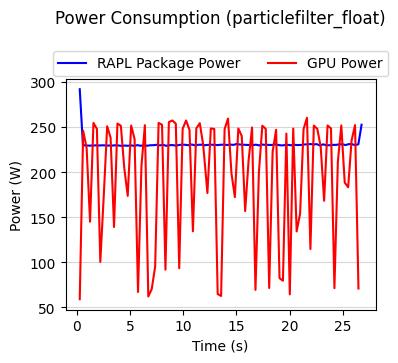 Power Consumption (particlefilter_float)
RAPL Package Power
GPU Power
300
250
200
150
100
50
Power (W)
0
5
10
15
20
25
Time (s)